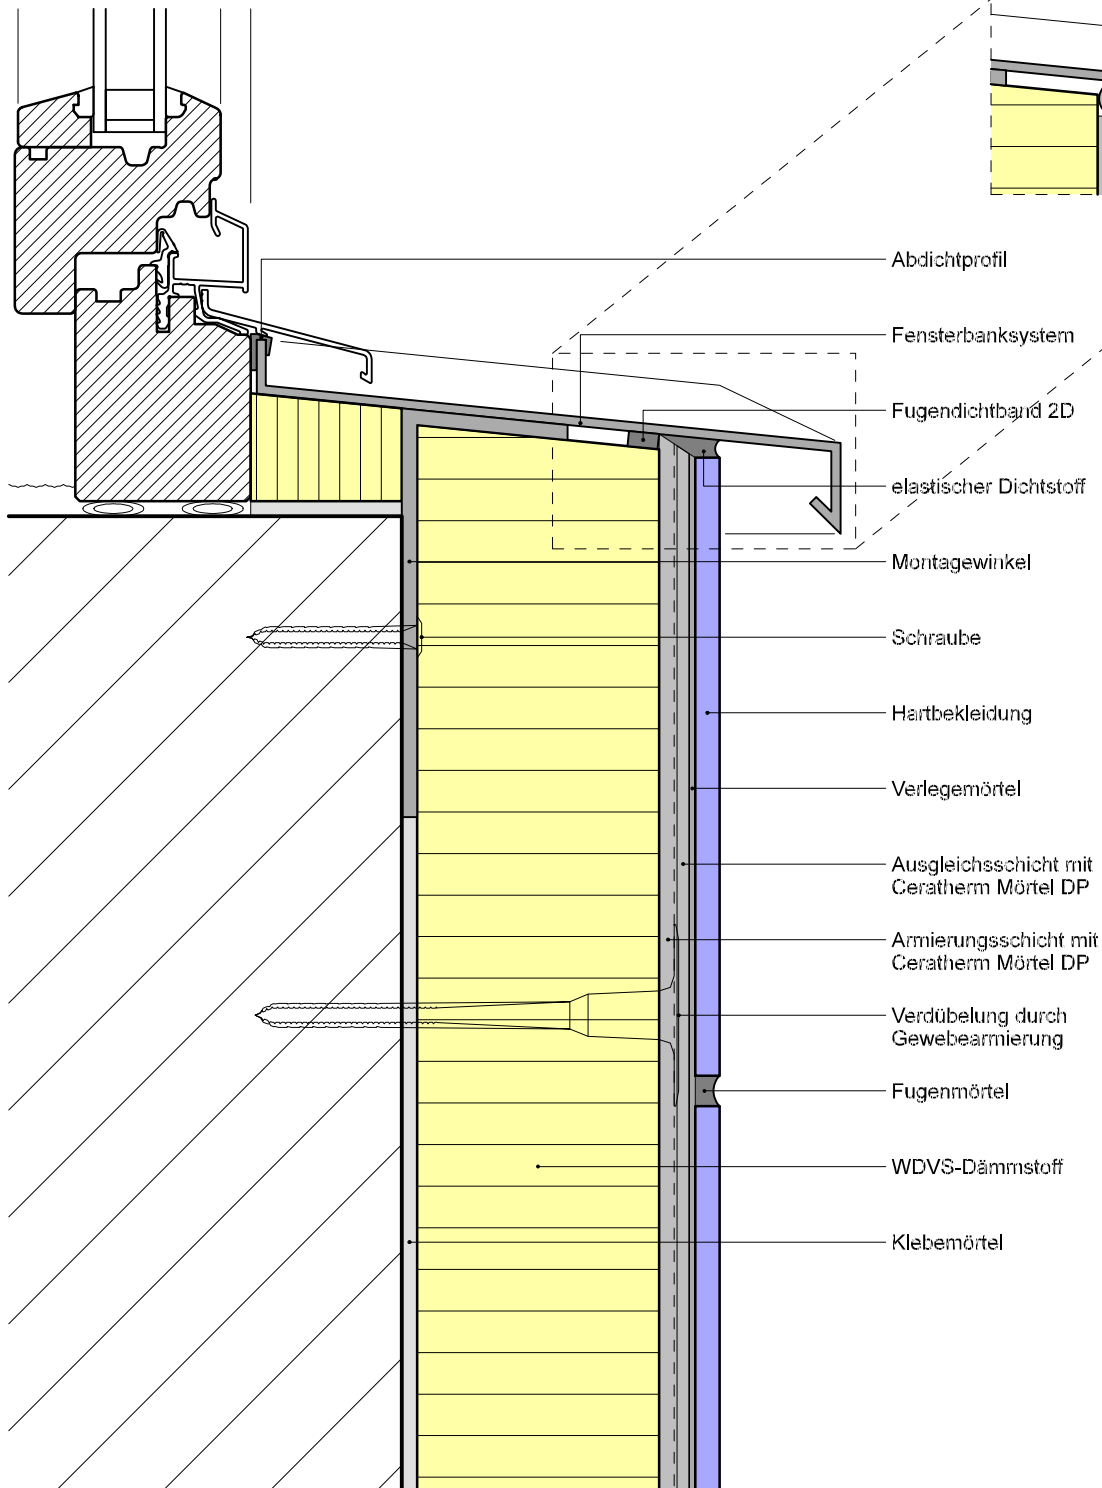 Abdichtprofil
Fensterbanksystem
Fugendichtband 2D
elastischer Dichtstoff
Montagewinkel
Schraube
Hartbekleidung
Verlegemörtel
Ausgleichsschicht mit
Ceratherm Mörtel DP
Armierungsschicht mit
Ceratherm Mörtel DP
Verdübelung durch
Gewebearmierung
Fugenmörtel
WDVS-Dämmstoff
Klebemörtel